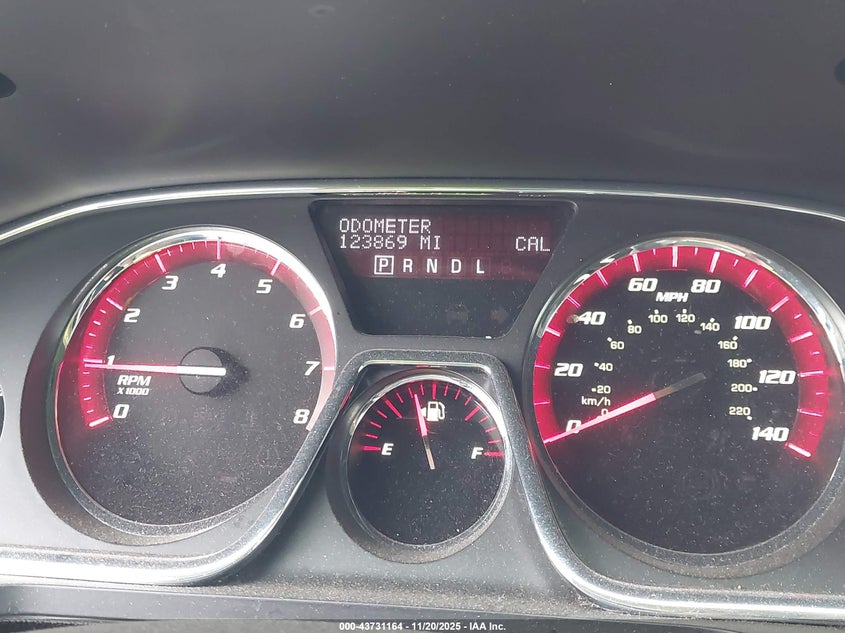 ODOMETER
123869 MI CAL
P R N D L
0 1 2 3 4 5 6 7 8
RPM
X1000
E F
0 20 40 60 80 100 120 140
MPH
0 20 40 60 80 100 120 140 160 180 200 220
km/h
000-43731164 - 11/20/2025 - IAA Inc.